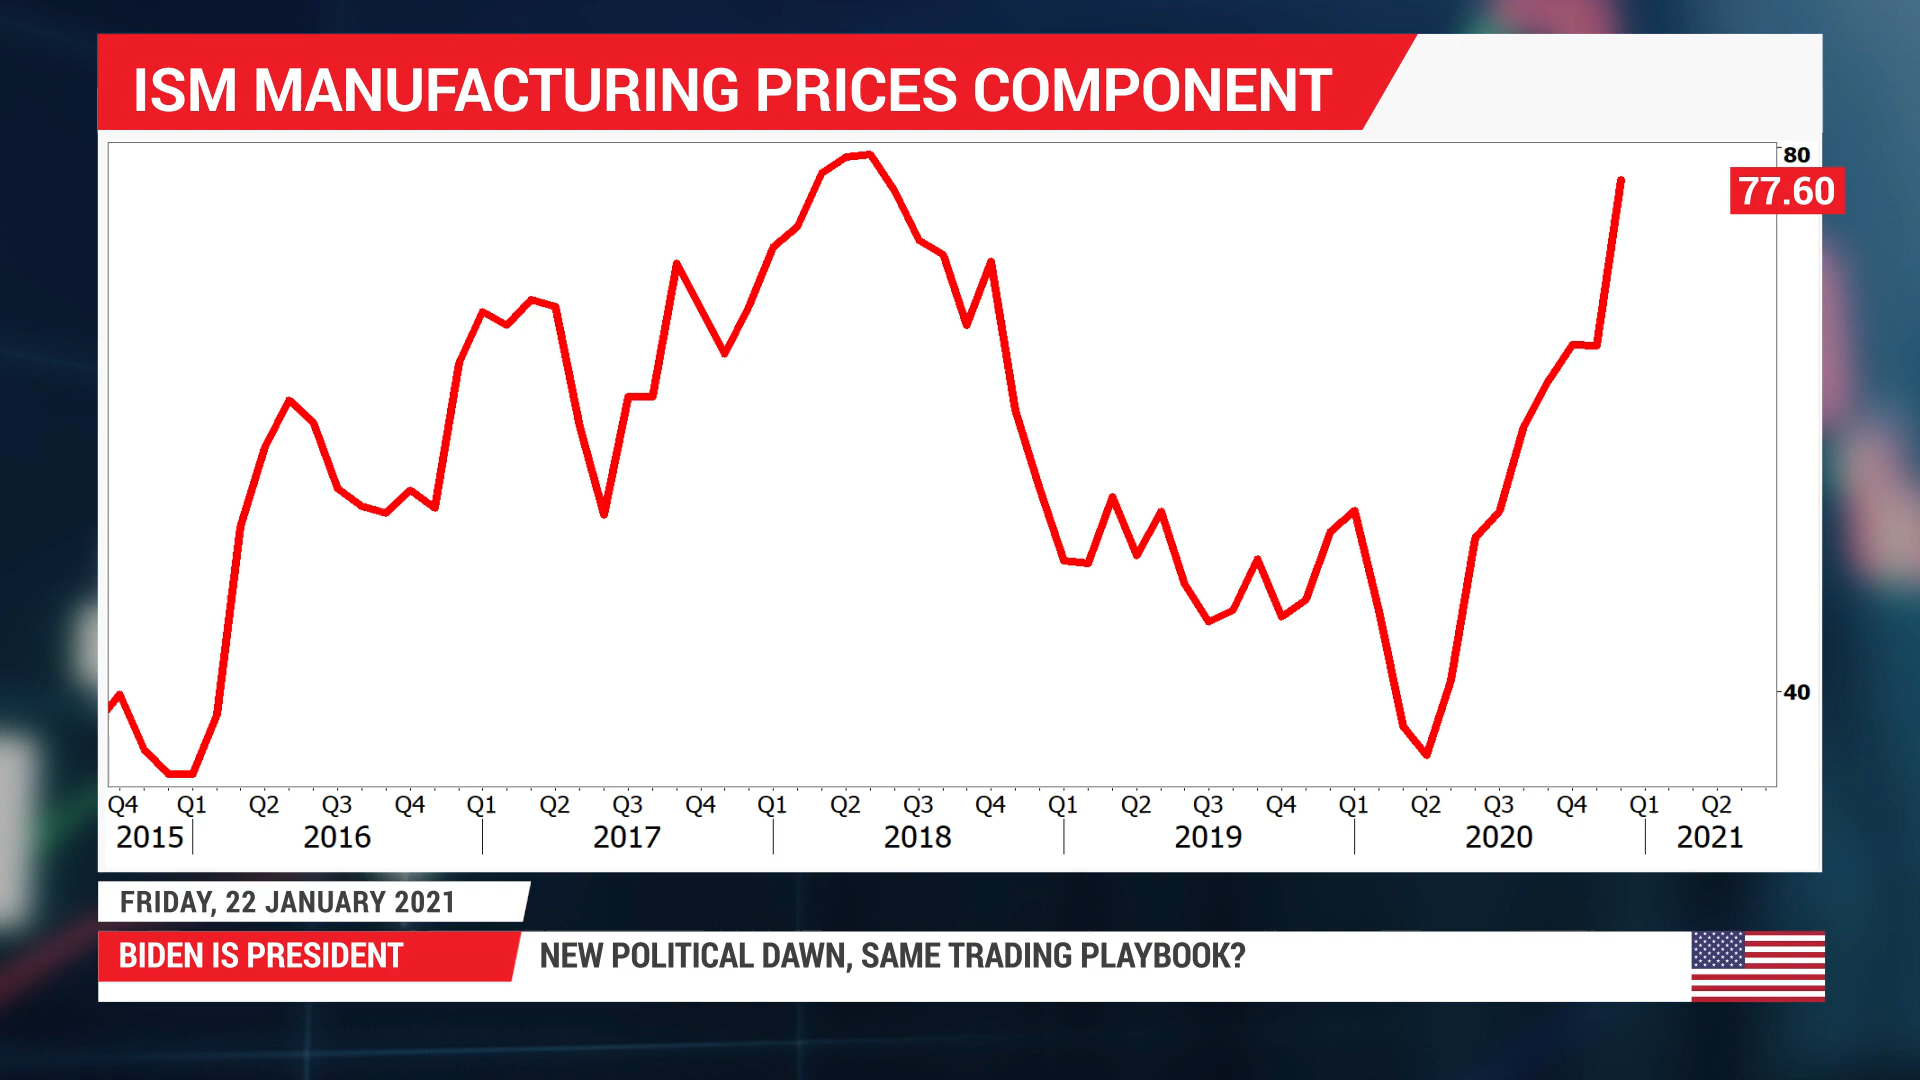 ISM MANUFACTURING PRICES COMPONENT
80
77.60
40
Q4 Q1 Q2 Q3 Q4 Q1 Q2 Q3 Q4 Q1 Q2 Q3 Q4 Q1 Q2 Q3 Q4 Q1 Q2 Q3 Q4 Q1 Q2
2015 2016 2017 2018 2019 2020 2021
FRIDAY, 22 JANUARY 2021
BIDEN IS PRESIDENT NEW POLITICAL DAWN, SAME TRADING PLAYBOOK?